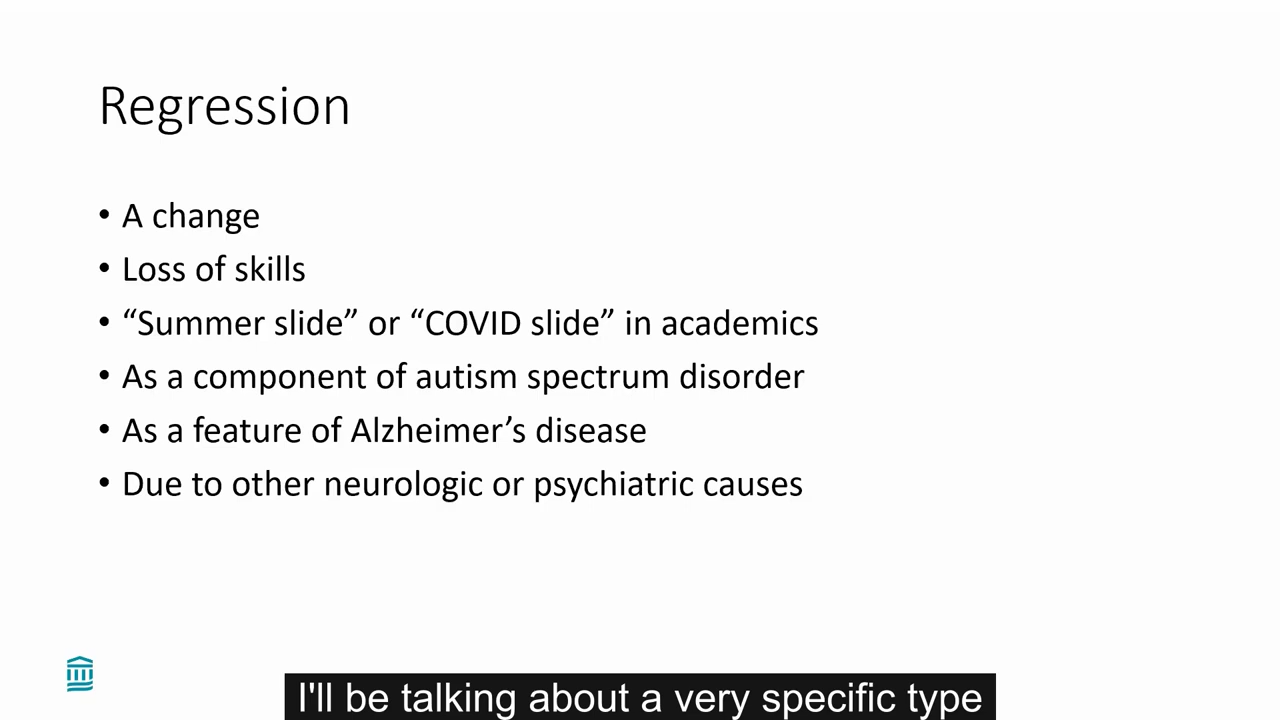 Regression
• A change
• Loss of skills
• “Summer slide” or “COVID slide” in academics
• As a component of autism spectrum disorder
• As a feature of Alzheimer’s disease
• Due to other neurologic or psychiatric causes
I'll be talking about a very specific type